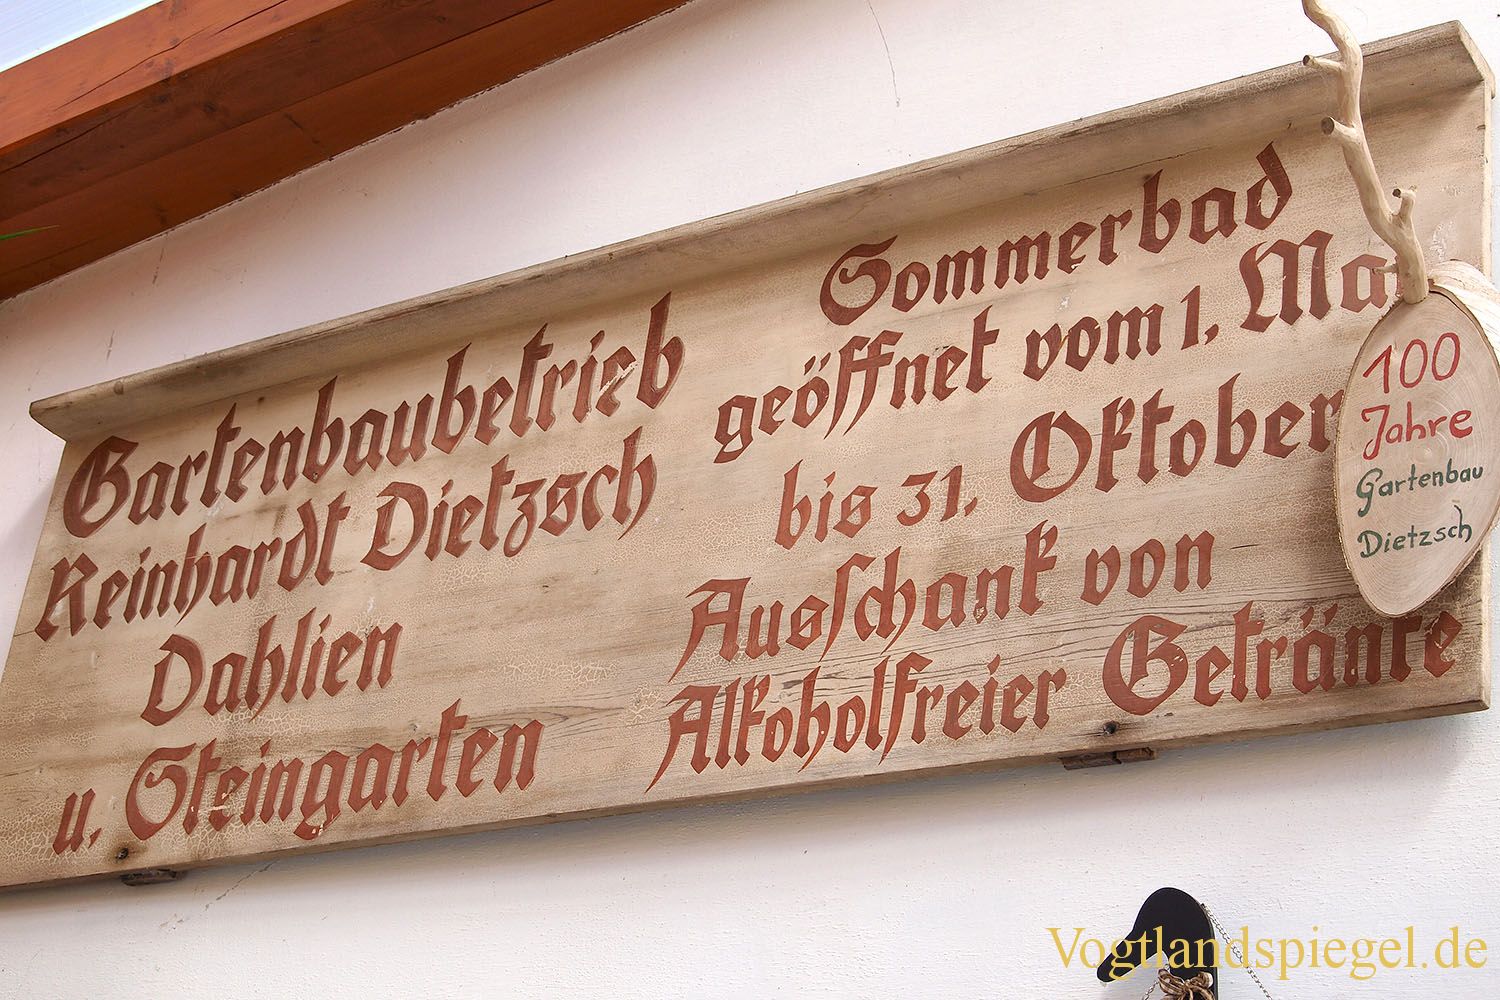 Gartenbaubetrieb
Reinhardt Dietzsch
Dahlien
u. Steingarten
Sommerbad
geöffnet vom 1. Mai
bis 31. Oktober
Ausschank von
Alkoholfreier Getränke
100
Jahre
Gartenbau
Dietzsch
Vogtlandspiegel.de